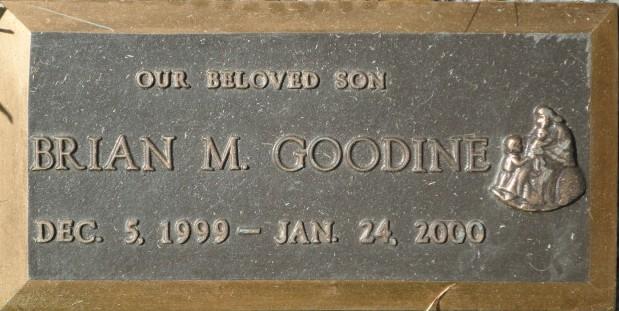 OUR BELOVED SON
BRIAN M. GOODINE
DEC. 5, 1999 – JAN. 24, 2000